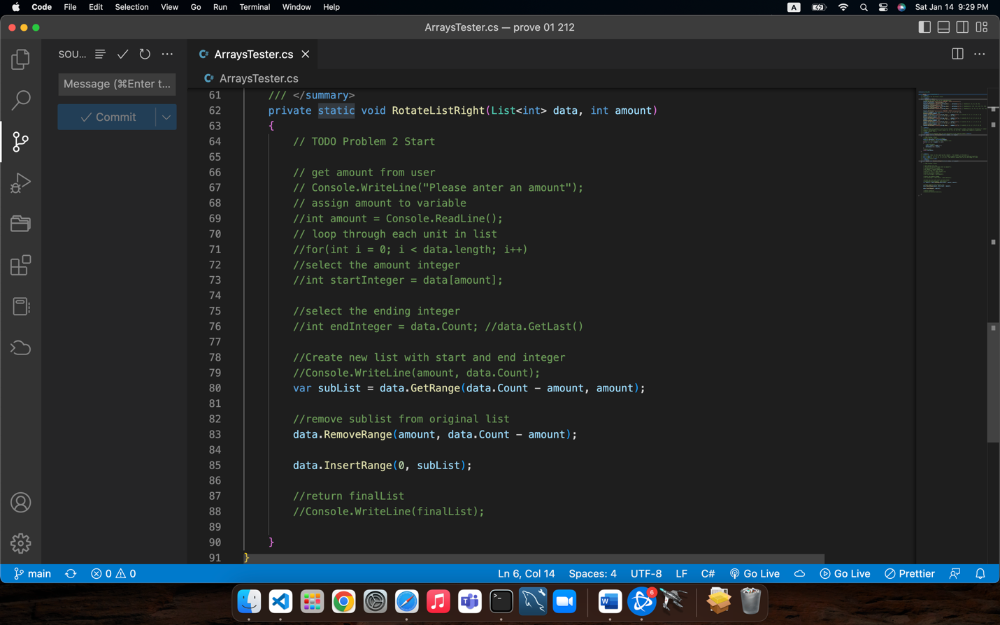 Code File Edit Selection View Go Run Terminal Window Help A Sat Jan 14 9:29 PM
ArraysTester.cs — prove 01 212
SOU... ArraysTester.cs
Message (⌘Enter t...
ArraysTester.cs
Commit
61 /// </summary>
62 private static void RotateListRight(List<int> data, int amount)
63 {
64 // TODO Problem 2 Start
65
66 // get amount from user
67 // Console.WriteLine("Please anter an amount");
68 // assign amount to variable
69 //int amount = Console.ReadLine();
70 // loop through each unit in list
71 //for(int i = 0; i < data.length; i++)
72 //select the amount integer
73 //int startInteger = data[amount];
74
75 //select the ending integer
76 //int endInteger = data.Count; //data.GetLast()
77
78 //Create new list with start and end integer
79 //Console.WriteLine(amount, data.Count);
80 var subList = data.GetRange(data.Count - amount, amount);
81
82 //remove sublist from original list
83 data.RemoveRange(amount, data.Count - amount);
84
85 data.InsertRange(0, subList);
86
87 //return finalList
88 //Console.WriteLine(finalList);
89
90 }
91 }
main 0 0 Ln 6, Col 14 Spaces: 4 UTF-8 LF C# Go Live Go Live Prettier
6